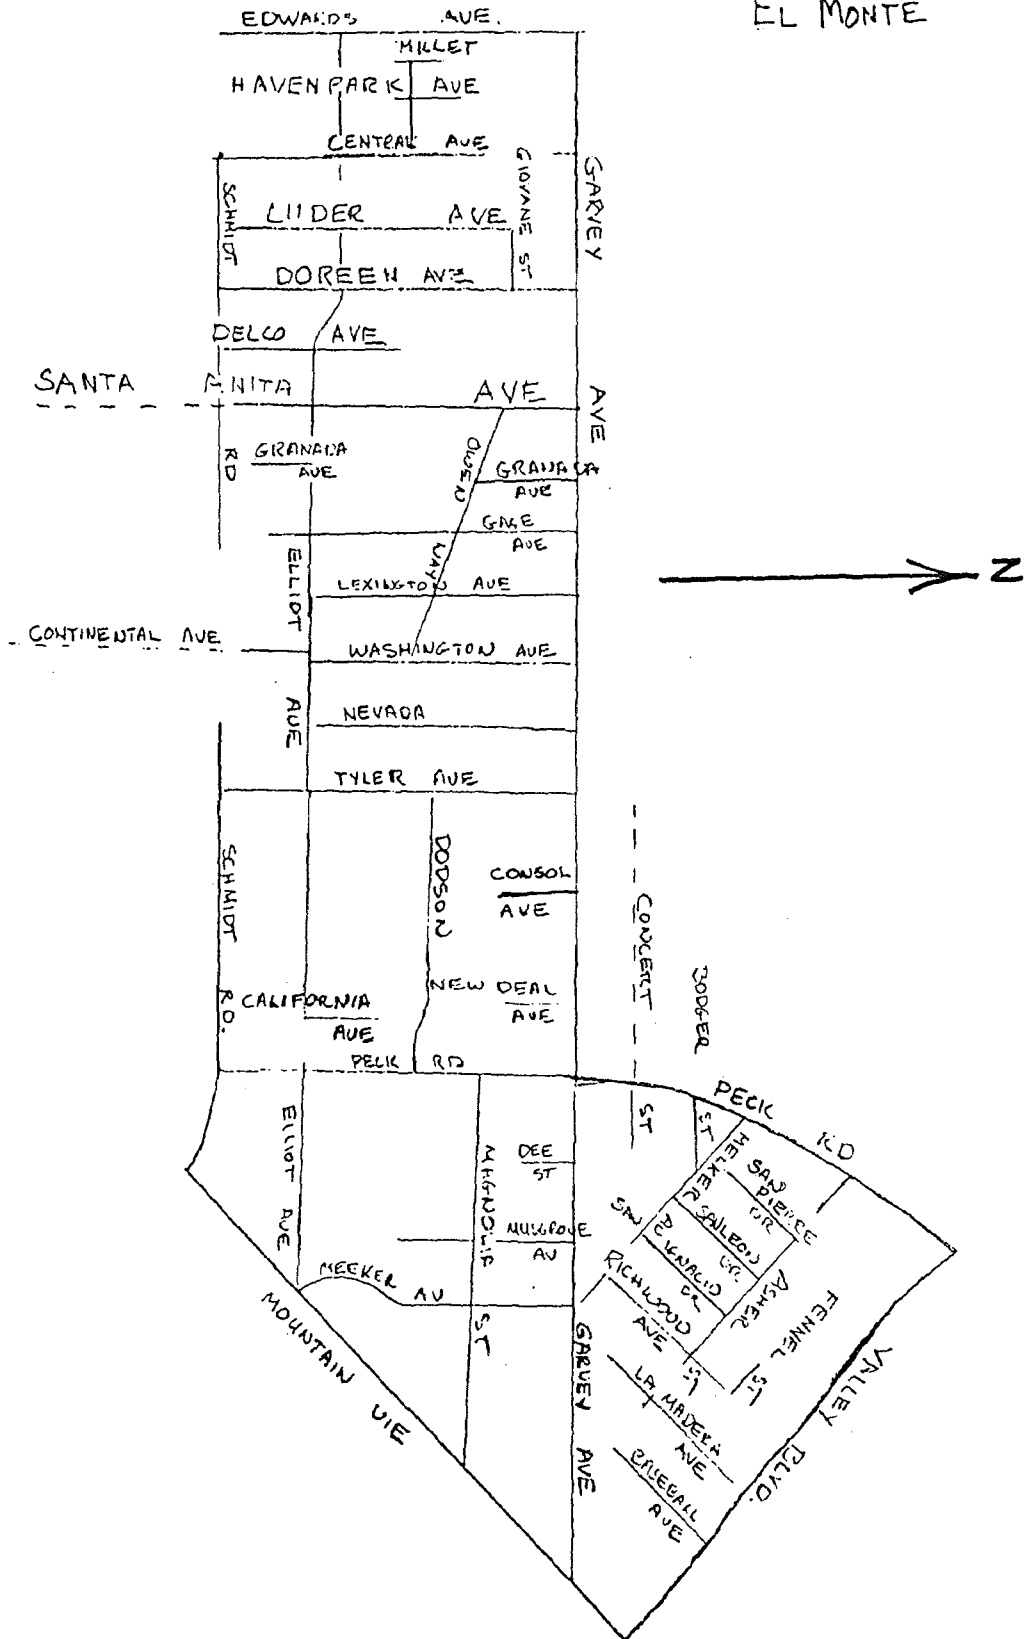 EL MONTE
EDWARDS AVE.
MILLET
HAVENPARK AVE
CENTRAL AVE
GIOVANE ST
GARVEY AVE
SCHMIDT RD
LIIDER AVE
DOREEN AVE
DELCO AVE
SANTA ANITA AVE
GRANADA
AVE
OWEN WAY
GRANADA
AVE
GAGE
AVE
ELLIOT AVE
LEXINGTON AVE
N
CONTINENTAL AVE
WASHINGTON AVE
NEVADA
TYLER AVE
SCHMIDT RD.
DODSON
CONSOL
AVE
CONCERT ST
DODGER ST
NEW DEAL
AVE
CALIFORNIA
AVE
PECK RD
PECK RD
ELLIOT AVE
MAGNOLIA ST
DEE
ST
MUSGROVE
AV
HELKER AV
SAN PIERRE
DR
SANLEON
DR
SAN IGNACIO
DR
RICHWOOD
AVE
ASHER ST
FENNEL ST
MEEKER AV
MOUNTAIN VIE
GARVEY AVE
LA MADERA
AVE
BASEBALL
AVE
VALLEY BLVD.